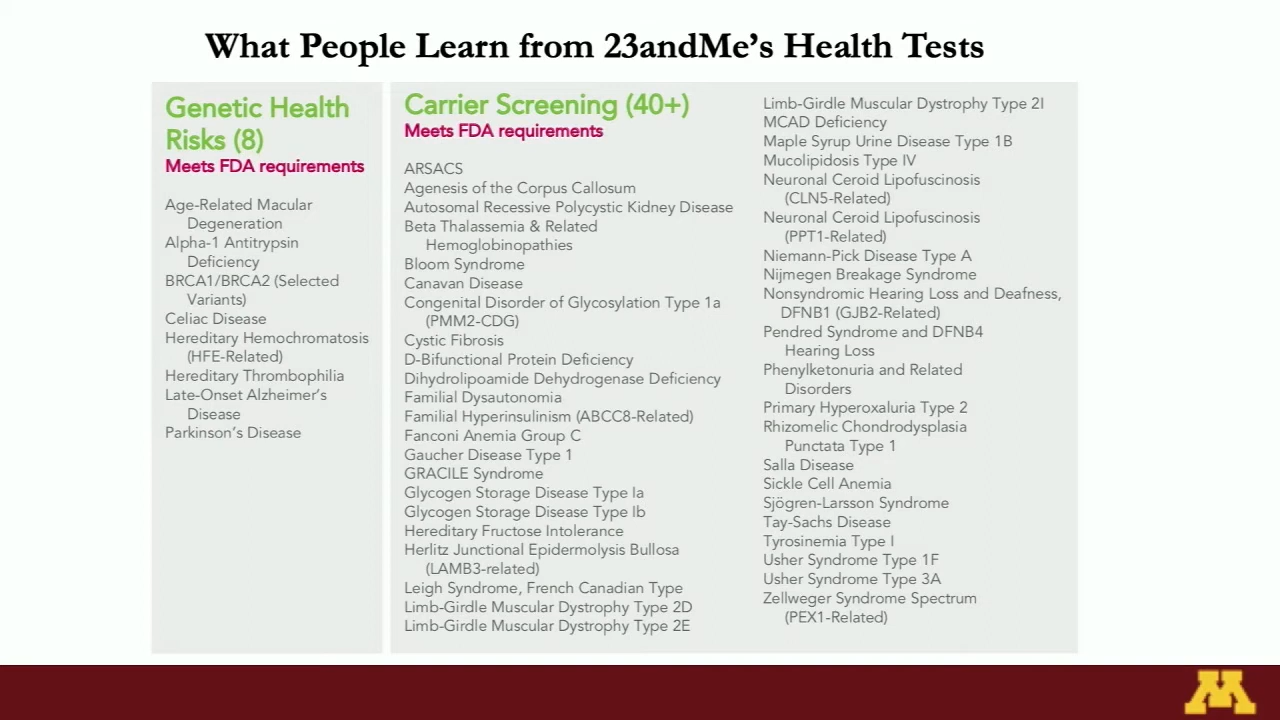 What People Learn from 23andMe's Health Tests
Genetic Health
Risks (8)
Meets FDA requirements
Age-Related Macular
Degeneration
Alpha-1 Antitrypsin
Deficiency
BRCA1/BRCA2 (Selected
Variants)
Celiac Disease
Hereditary Hemochromatosis
(HFE-Related)
Hereditary Thrombophilia
Late-Onset Alzheimer's
Disease
Parkinson's Disease
Carrier Screening (40+)
Meets FDA requirements
ARSACS
Agenesis of the Corpus Callosum
Autosomal Recessive Polycystic Kidney Disease
Beta Thalassemia & Related
Hemoglobinopathies
Bloom Syndrome
Canavan Disease
Congenital Disorder of Glycosylation Type 1a
(PMM2-CDG)
Cystic Fibrosis
D-Bifunctional Protein Deficiency
Dihydrolipoamide Dehydrogenase Deficiency
Familial Dysautonomia
Familial Hyperinsulinism (ABCC8-Related)
Fanconi Anemia Group C
Gaucher Disease Type 1
GRACILE Syndrome
Glycogen Storage Disease Type Ia
Glycogen Storage Disease Type Ib
Hereditary Fructose Intolerance
Herlitz Junctional Epidermolysis Bullosa
(LAMB3-related)
Leigh Syndrome, French Canadian Type
Limb-Girdle Muscular Dystrophy Type 2D
Limb-Girdle Muscular Dystrophy Type 2E
Limb-Girdle Muscular Dystrophy Type 2I
MCAD Deficiency
Maple Syrup Urine Disease Type 1B
Mucolipidosis Type IV
Neuronal Ceroid Lipofuscinosis
(CLN5-Related)
Neuronal Ceroid Lipofuscinosis
(PPT1-Related)
Niemann-Pick Disease Type A
Nijmegen Breakage Syndrome
Nonsyndromic Hearing Loss and Deafness,
DFNB1 (GJB2-Related)
Pendred Syndrome and DFNB4
Hearing Loss
Phenylketonuria and Related
Disorders
Primary Hyperoxaluria Type 2
Rhizomelic Chondrodysplasia
Punctata Type 1
Salla Disease
Sickle Cell Anemia
Sjögren-Larsson Syndrome
Tay-Sachs Disease
Tyrosinemia Type I
Usher Syndrome Type 1F
Usher Syndrome Type 3A
Zellweger Syndrome Spectrum
(PEX1-Related)
M